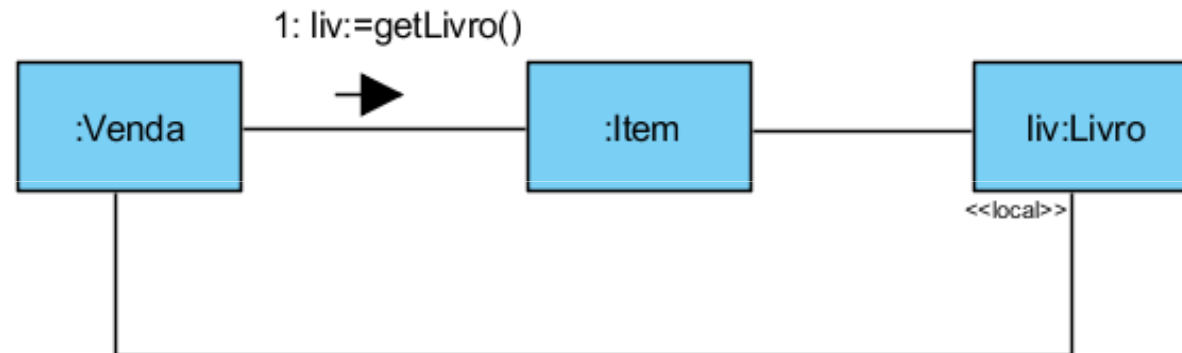 1: liv:=getLivro()
:Venda
:Item
liv:Livro
<<local>>